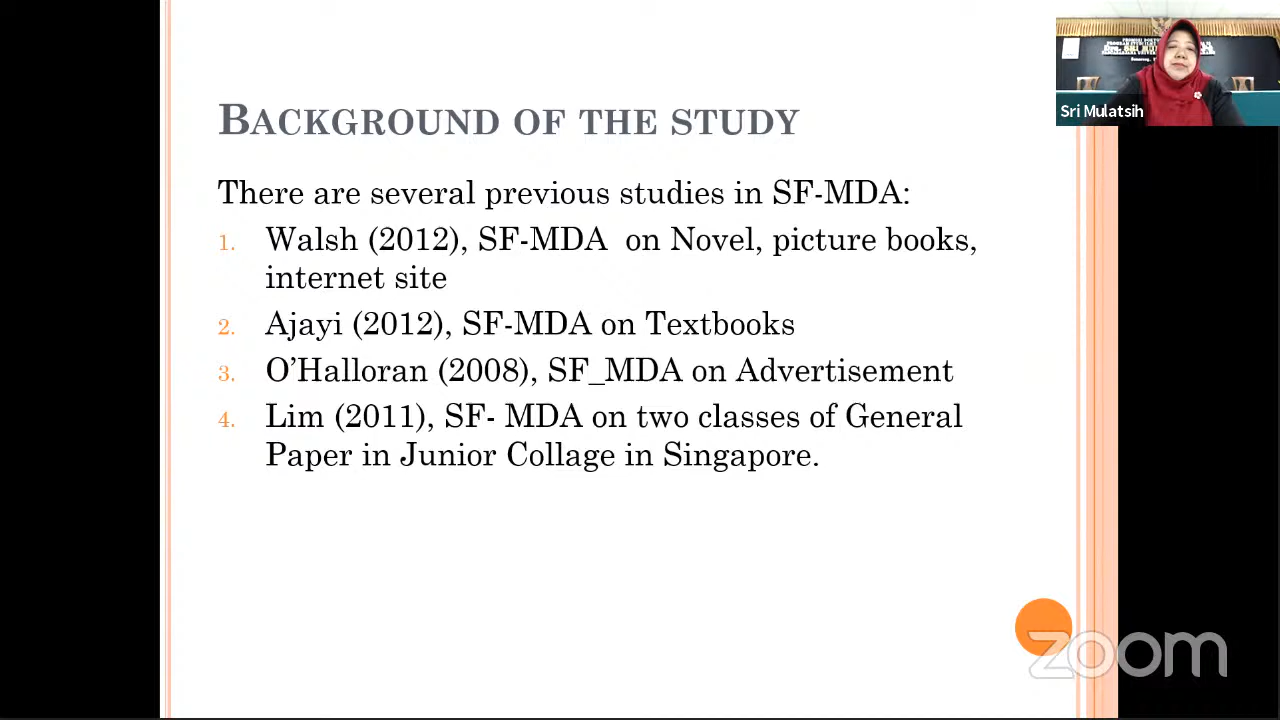 BACKGROUND OF THE STUDY
There are several previous studies in SF-MDA:
1. Walsh (2012), SF-MDA on Novel, picture books,
internet site
2. Ajayi (2012), SF-MDA on Textbooks
3. O’Halloran (2008), SF_MDA on Advertisement
4. Lim (2011), SF- MDA on two classes of General
Paper in Junior Collage in Singapore.
Sri Mulatsih
zoom